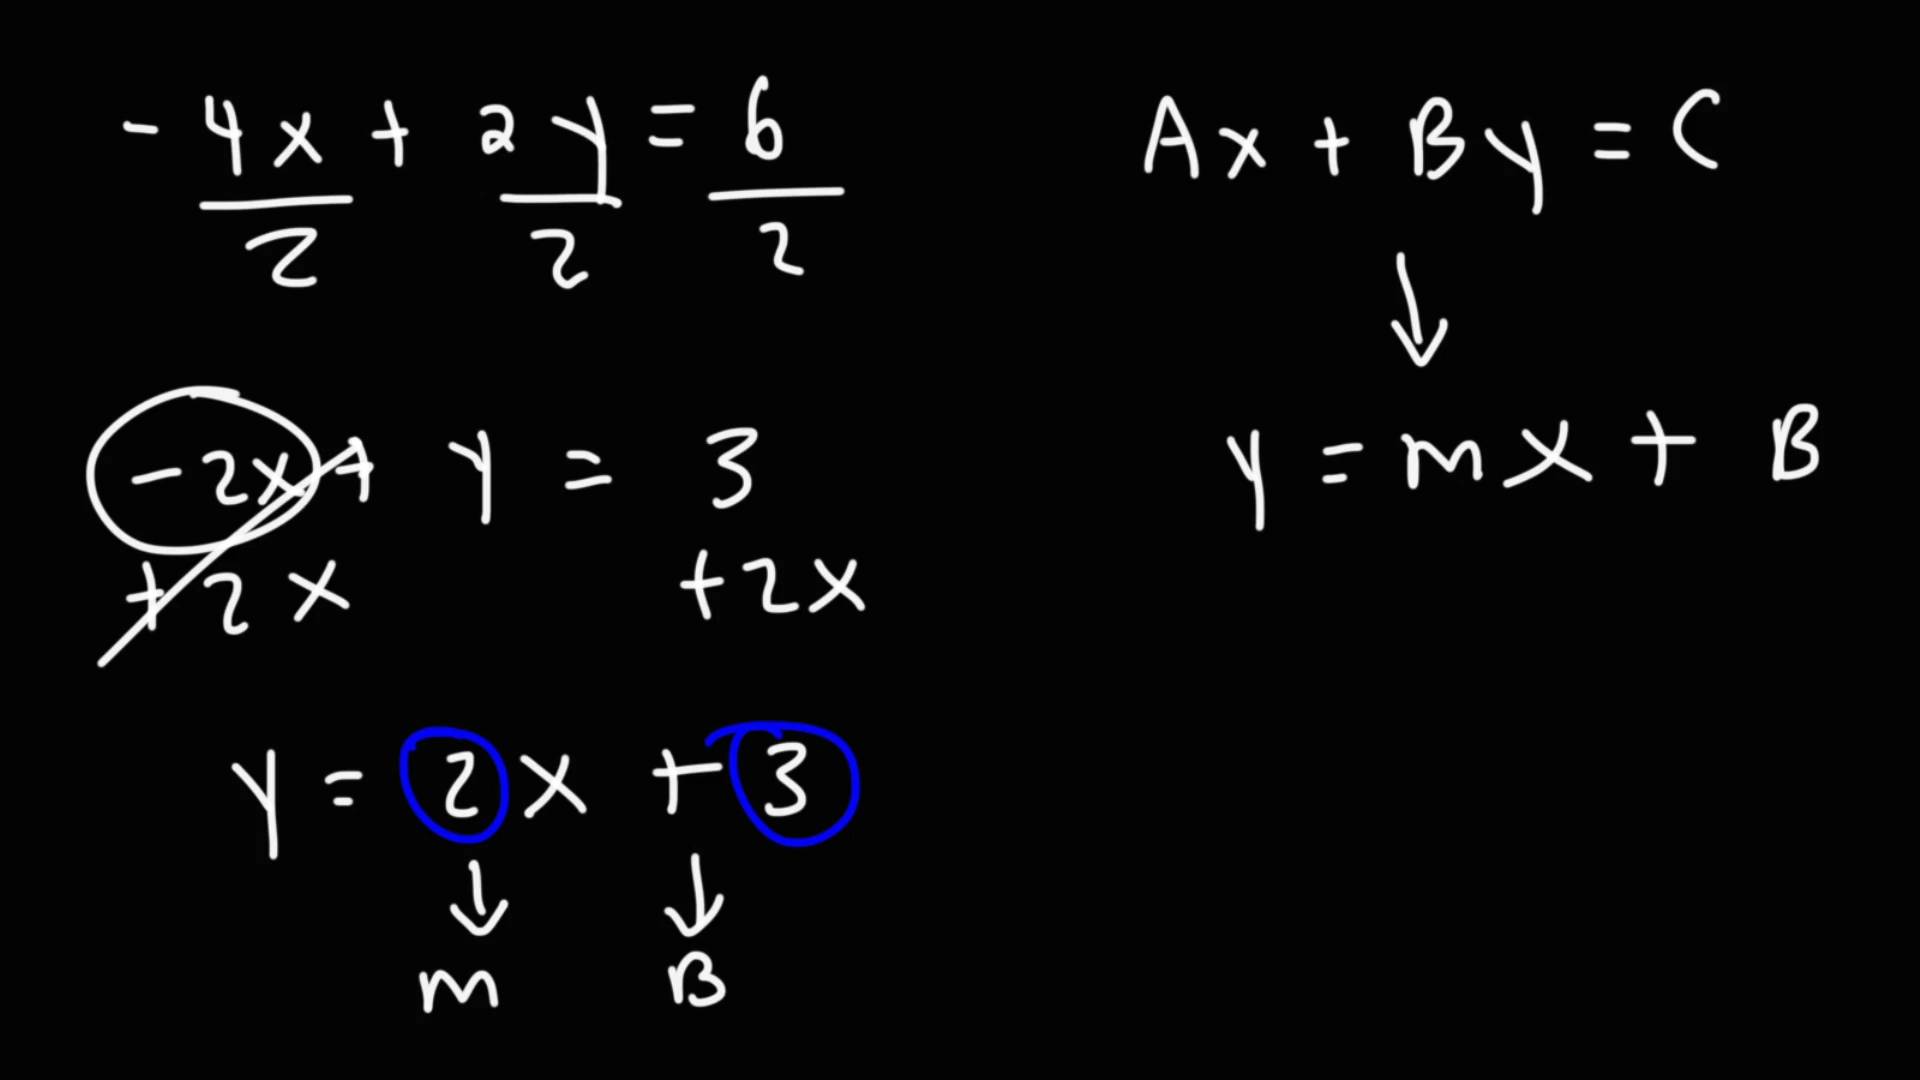 -4x + 2y = 6
2 2 2
-2x + y = 3
+2x +2x
y = 2x + 3
↓ ↓
m B
Ax + By = C
↓
y = mx + B